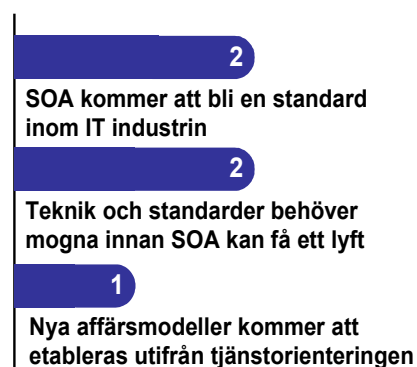 2
SOA kommer att bli en standard
inom IT industrin
2
Teknik och standarder behöver
mogna innan SOA kan få ett lyft
1
Nya affärsmodeller kommer att
etableras utifrån tjänstorienteringen